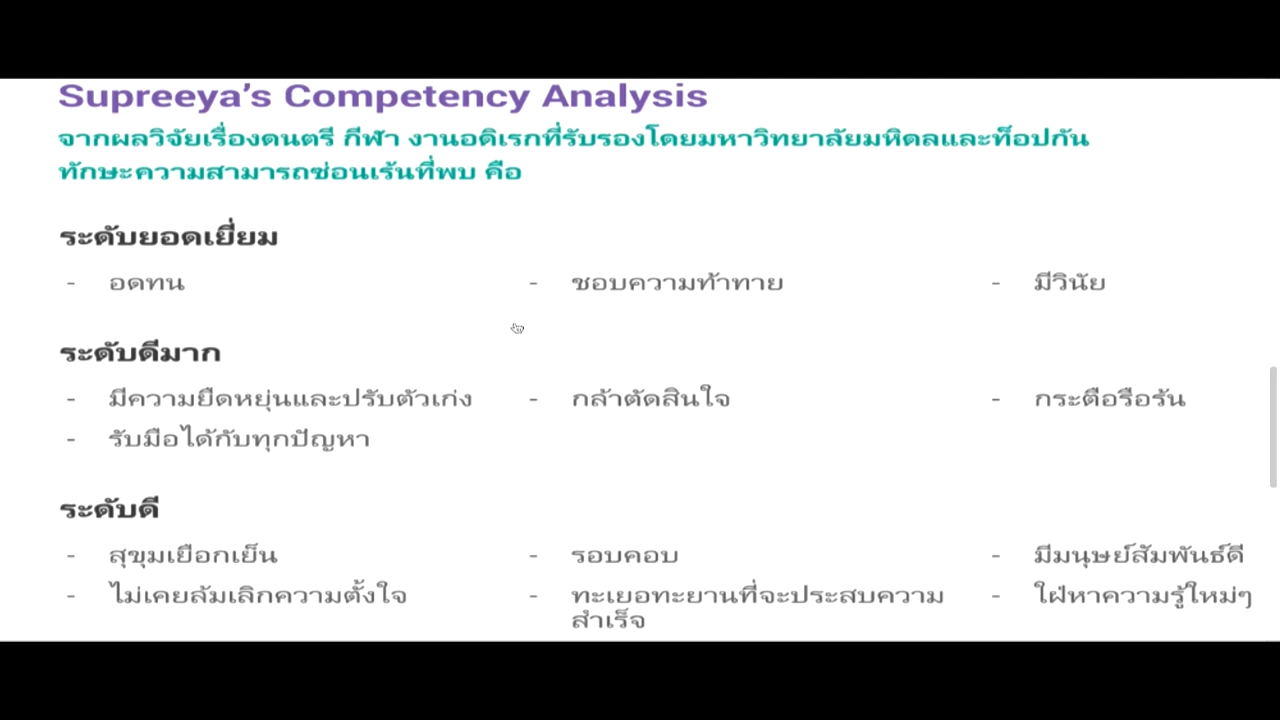 Supreeya's Competency Analysis
จากผลวิจัยเรื่องดนตรี กีฬา งานอดิเรกที่รับรองโดยมหาวิทยาลัยมหิดลและท็อปกัน
ทักษะความสามารถซ่อนเร้นที่พบ คือ
ระดับยอดเยี่ยม
- อดทน - ชอบความท้าทาย - มีวินัย
ระดับดีมาก
- มีความยืดหยุ่นและปรับตัวเก่ง - กล้าตัดสินใจ - กระตือรือร้น
- รับมือได้กับทุกปัญหา
ระดับดี
- สุขุมเยือกเย็น - รอบคอบ - มีมนุษย์สัมพันธ์ดี
- ไม่เคยล้มเลิกความตั้งใจ - ทะเยอทะยานที่จะประสบความ - ใฝ่หาความรู้ใหม่ๆ
สำเร็จ